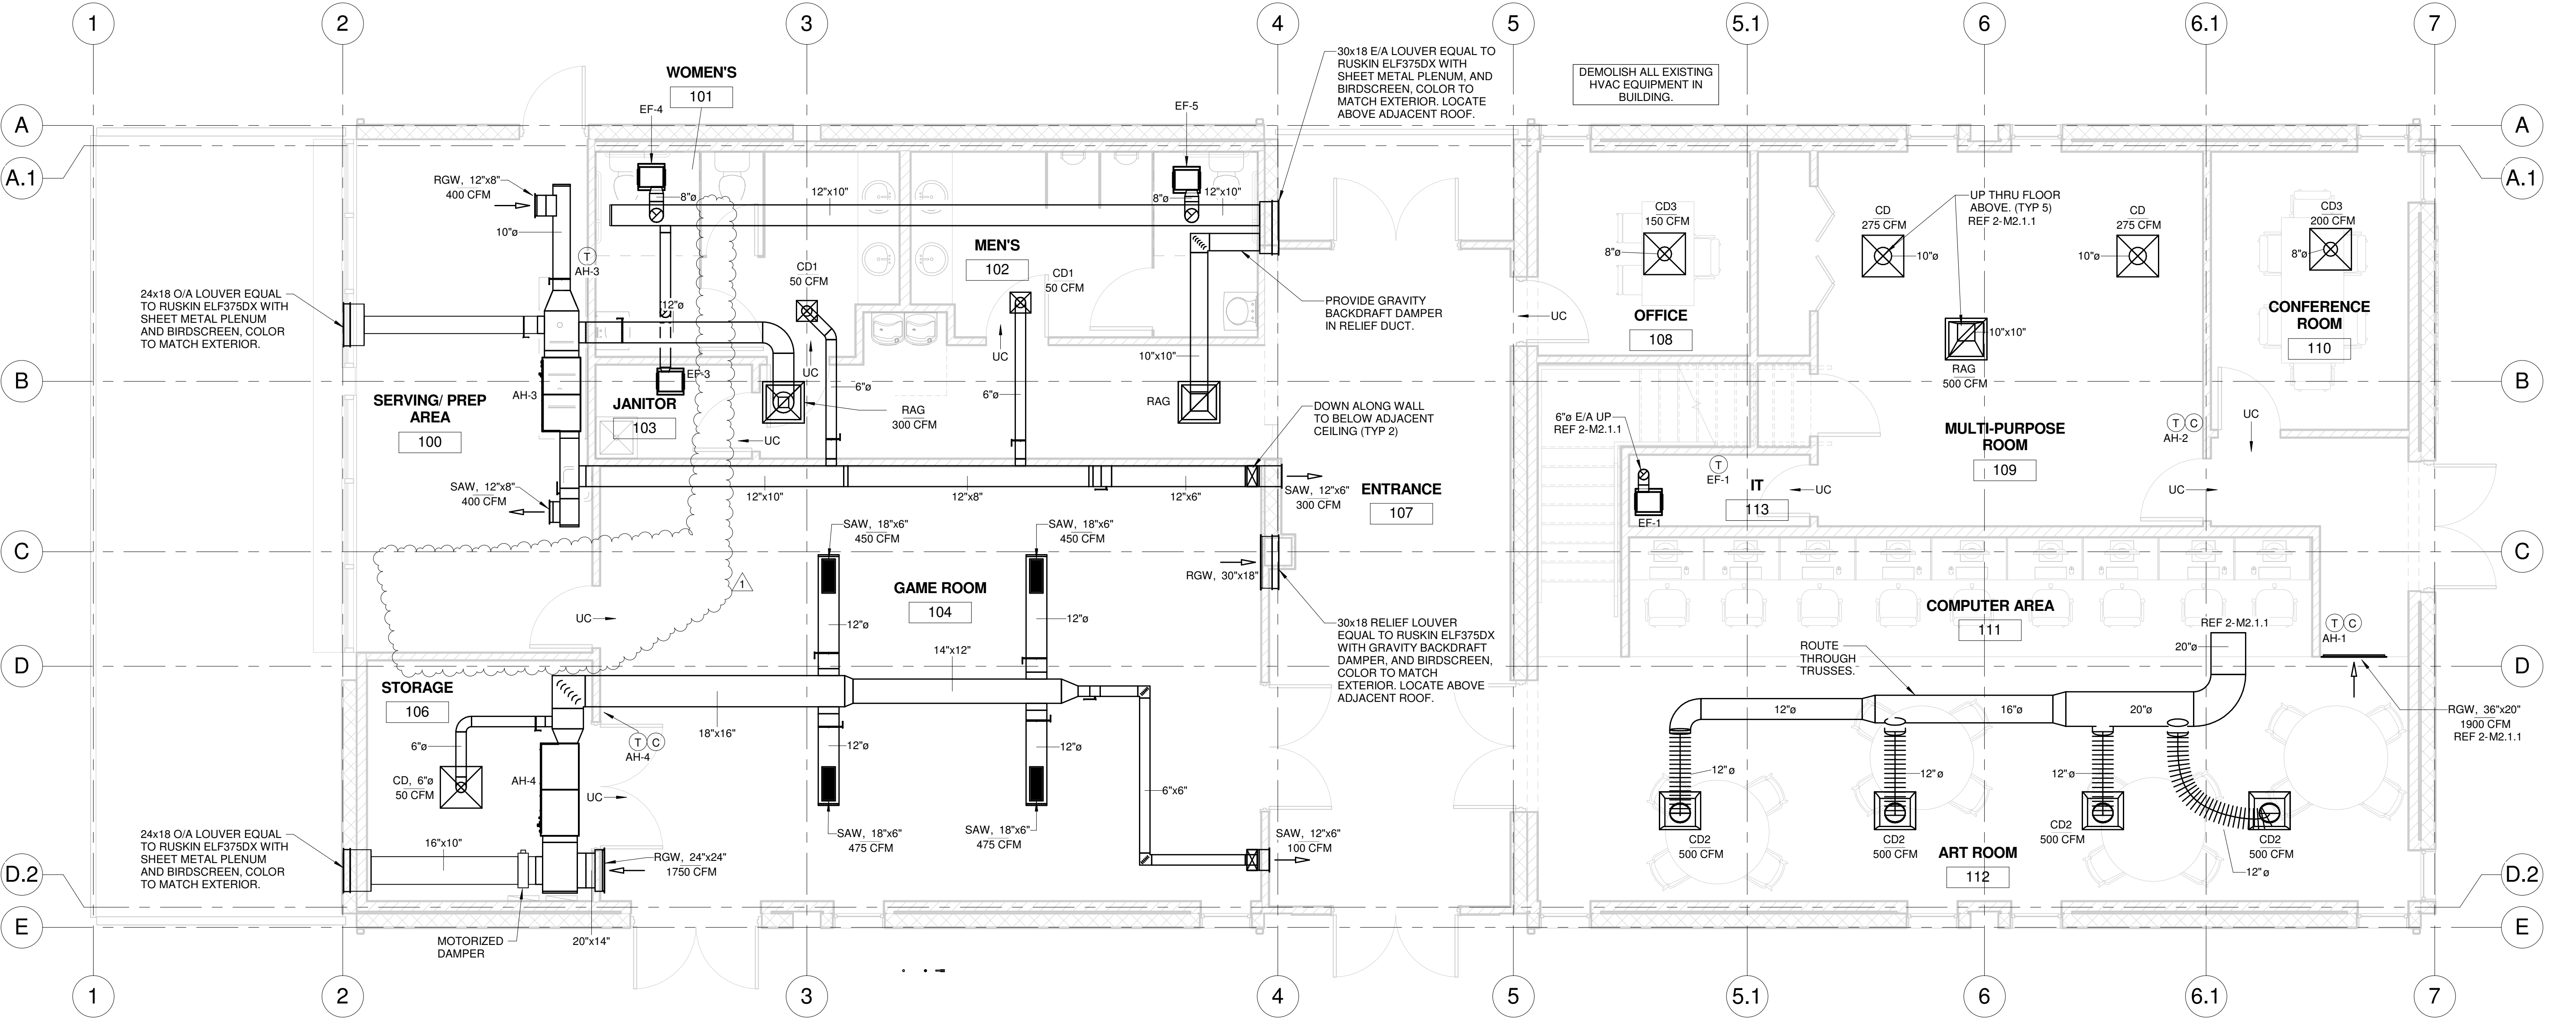 1
2
3
4
5
5.1
6
6.1
7
A
A.1
B
C
D
D.2
E
A
A.1
B
C
D
D.2
E
WOMEN'S
101
EF-4
EF-5
30x18 E/A LOUVER EQUAL TO
RUSKIN ELF375DX WITH
SHEET METAL PLENUM, AND
BIRDSCREEN, COLOR TO
MATCH EXTERIOR. LOCATE
ABOVE ADJACENT ROOF.
DEMOLISH ALL EXISTING
HVAC EQUIPMENT IN
BUILDING.
RGW, 12"x8"
400 CFM
10"ø
T
AH-3
8"ø
12"x10"
8"ø
12"x10"
MEN'S
102
CD1
50 CFM
CD1
50 CFM
24x18 O/A LOUVER EQUAL
TO RUSKIN ELF375DX WITH
SHEET METAL PLENUM
AND BIRDSCREEN, COLOR
TO MATCH EXTERIOR.
12"ø
UC
UC
PROVIDE GRAVITY
BACKDRAFT DAMPER
IN RELIEF DUCT.
10"x10"
EF-3
6"ø
6"ø
AH-3
SERVING/ PREP
AREA
100
JANITOR
103
UC
RAG
300 CFM
RAG
DOWN ALONG WALL
TO BELOW ADJACENT
CEILING (TYP 2)
SAW, 12"x8"
400 CFM
12"x10"
12"x8"
12"x6"
SAW, 12"x6"
300 CFM
ENTRANCE
107
CD3
150 CFM
8"ø
OFFICE
108
UC
CD
275 CFM
10"ø
UP THRU FLOOR
ABOVE. (TYP 5)
REF 2-M2.1.1
CD
275 CFM
10"ø
CD3
200 CFM
8"ø
CONFERENCE
ROOM
110
10"x10"
RAG
500 CFM
6"ø E/A UP
REF 2-M2.1.1
T
EF-1
EF-1
IT
113
UC
MULTI-PURPOSE
ROOM
109
T
C
AH-2
UC
UC
SAW, 18"x6"
450 CFM
SAW, 18"x6"
450 CFM
RGW, 30"x18"
GAME ROOM
104
1
UC
12"ø
12"ø
14"x12"
30x18 RELIEF LOUVER
EQUAL TO RUSKIN ELF375DX
WITH GRAVITY BACKDRAFT
DAMPER, AND BIRDSCREEN,
COLOR TO MATCH
EXTERIOR. LOCATE ABOVE
ADJACENT ROOF.
COMPUTER AREA
111
REF 2-M2.1.1
T
C
AH-1
ROUTE
THROUGH
TRUSSES.
20"ø
12"ø
16"ø
20"ø
RGW, 36"x20"
1900 CFM
REF 2-M2.1.1
STORAGE
106
6"ø
18"x16"
T
C
AH-4
12"ø
12"ø
CD, 6"ø
50 CFM
AH-4
UC
6"x6"
12"ø
12"ø
12"ø
24x18 O/A LOUVER EQUAL
TO RUSKIN ELF375DX WITH
SHEET METAL PLENUM
AND BIRDSCREEN, COLOR
TO MATCH EXTERIOR.
16"x10"
RGW, 24"x24"
1750 CFM
SAW, 18"x6"
475 CFM
SAW, 18"x6"
475 CFM
SAW, 12"x6"
100 CFM
CD2
500 CFM
CD2
500 CFM
CD2
500 CFM
CD2
500 CFM
12"ø
ART ROOM
112
MOTORIZED
DAMPER
20"x14"
1
2
3
4
5
5.1
6
6.1
7